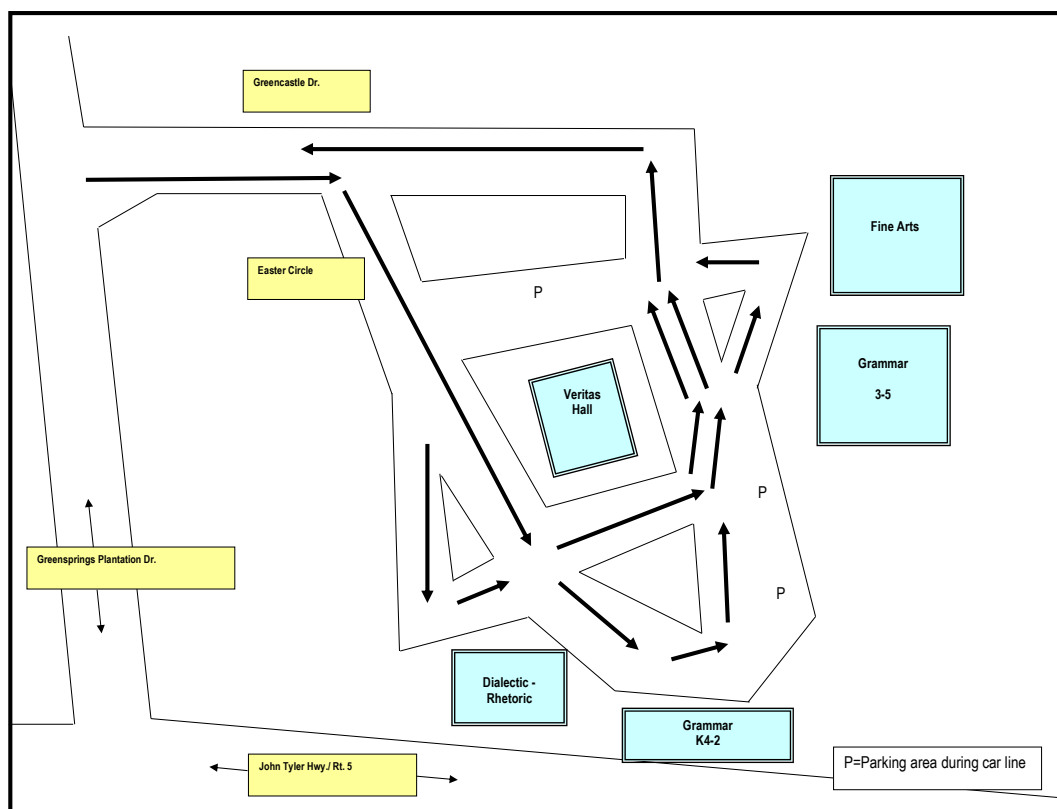 Greencastle Dr.
Fine Arts
Easter Circle
P
Grammar
3-5
Veritas
Hall
P
Greensprings Plantation Dr.
P
Dialectic -
Rhetoric
Grammar
K4-2
P=Parking area during car line
John Tyler Hwy./ Rt. 5